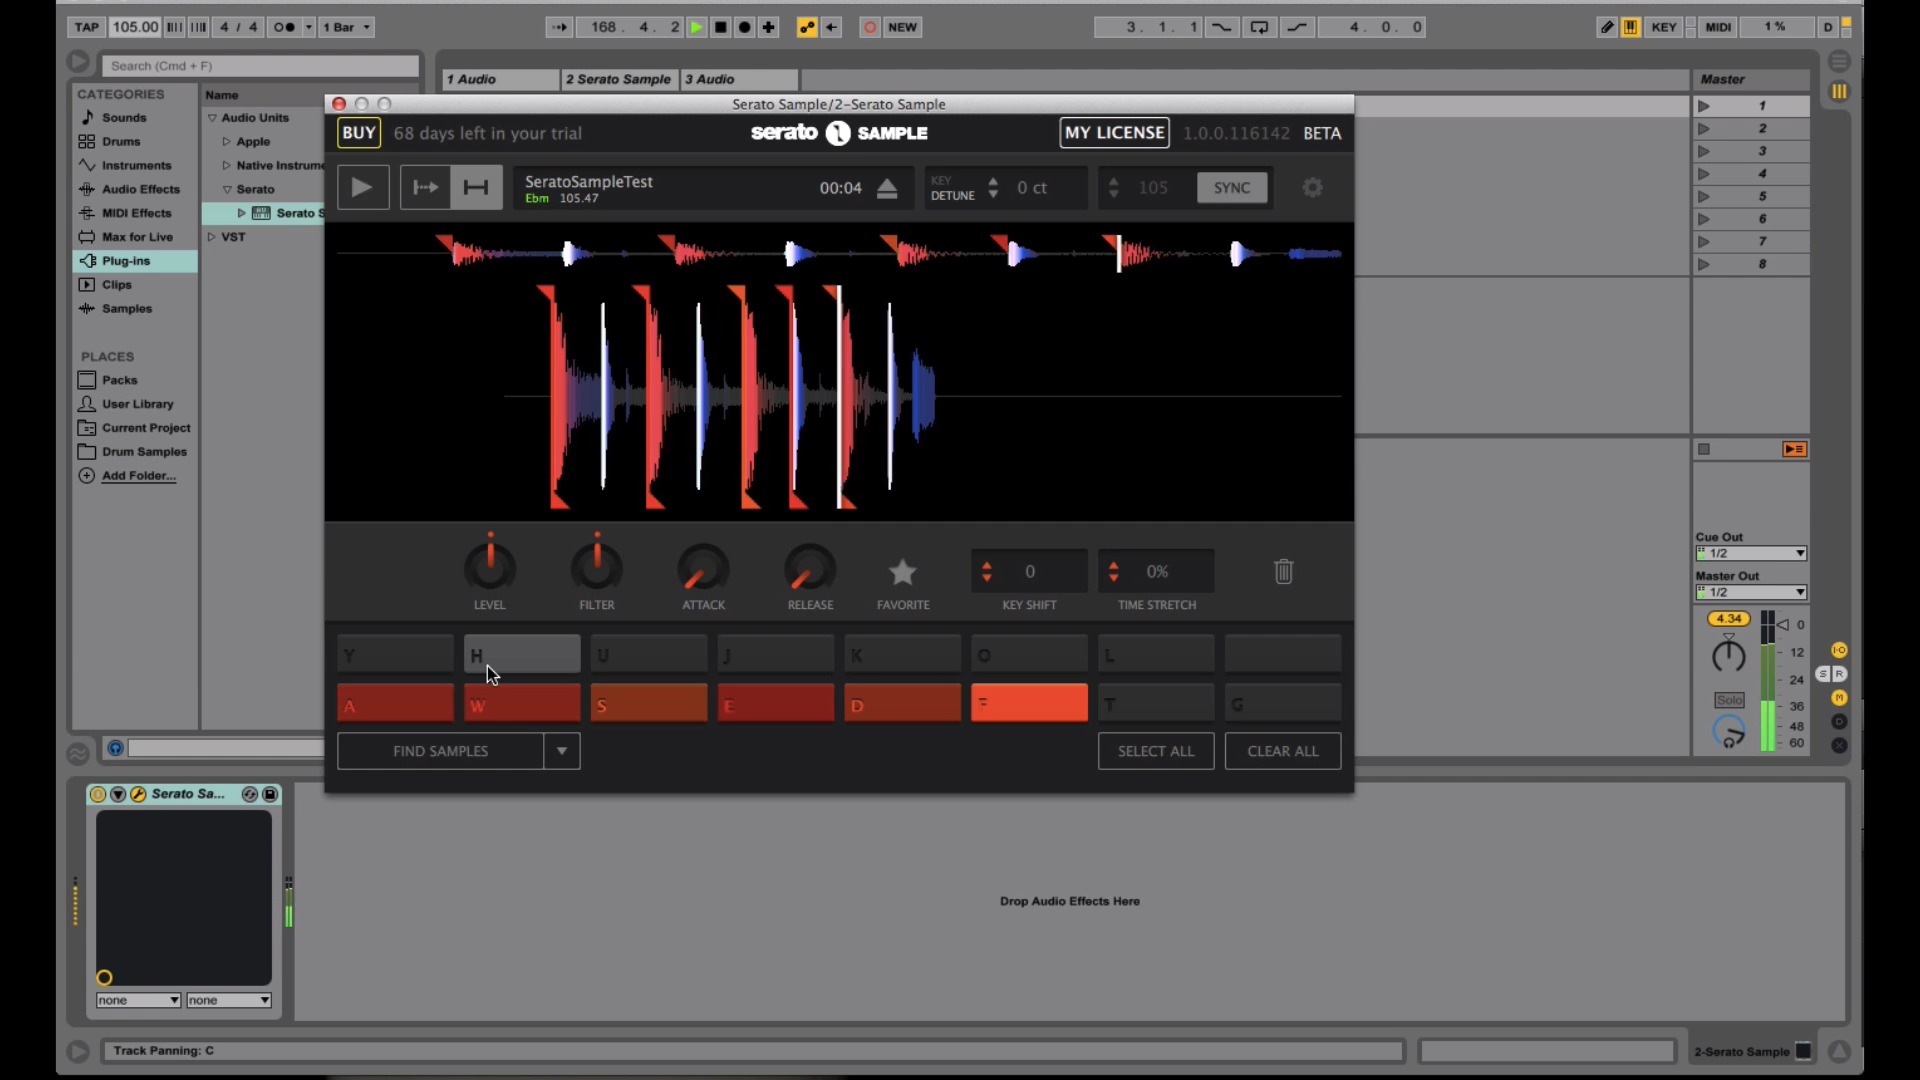 TAP 105.00 4 / 4 1 Bar 168 . 4 . 2 NEW 3 . 1 . 1 4 . 0 . 0 KEY MIDI 1 % D
Search (Cmd + F)
1 Audio 2 Serato Sample 3 Audio Master
CATEGORIES
Sounds
Drums
Instruments
Audio Effects
MIDI Effects
Max for Live
Plug-ins
Clips
Samples
PLACES
Packs
User Library
Current Project
Drum Samples
Add Folder...
Name
Audio Units
Apple
Native Instrume
Serato
Serato S
VST
Serato Sample/2-Serato Sample
BUY 68 days left in your trial serato SAMPLE MY LICENSE 1.0.0.116142 BETA
SeratoSampleTest
Ebm 105.47
00:04
KEY
DETUNE
0 ct
105 SYNC
LEVEL FILTER ATTACK RELEASE FAVORITE
0
KEY SHIFT
0%
TIME STRETCH
Y H U J K O L
A W S E D F T G
FIND SAMPLES SELECT ALL CLEAR ALL
1
2
3
4
5
6
7
8
Cue Out
1/2
Master Out
1/2
4.34
0
12
24
36
48
60
Solo
I·O
S R
M
D
X
Serato Sa...
none none
Drop Audio Effects Here
Track Panning: C
2-Serato Sample